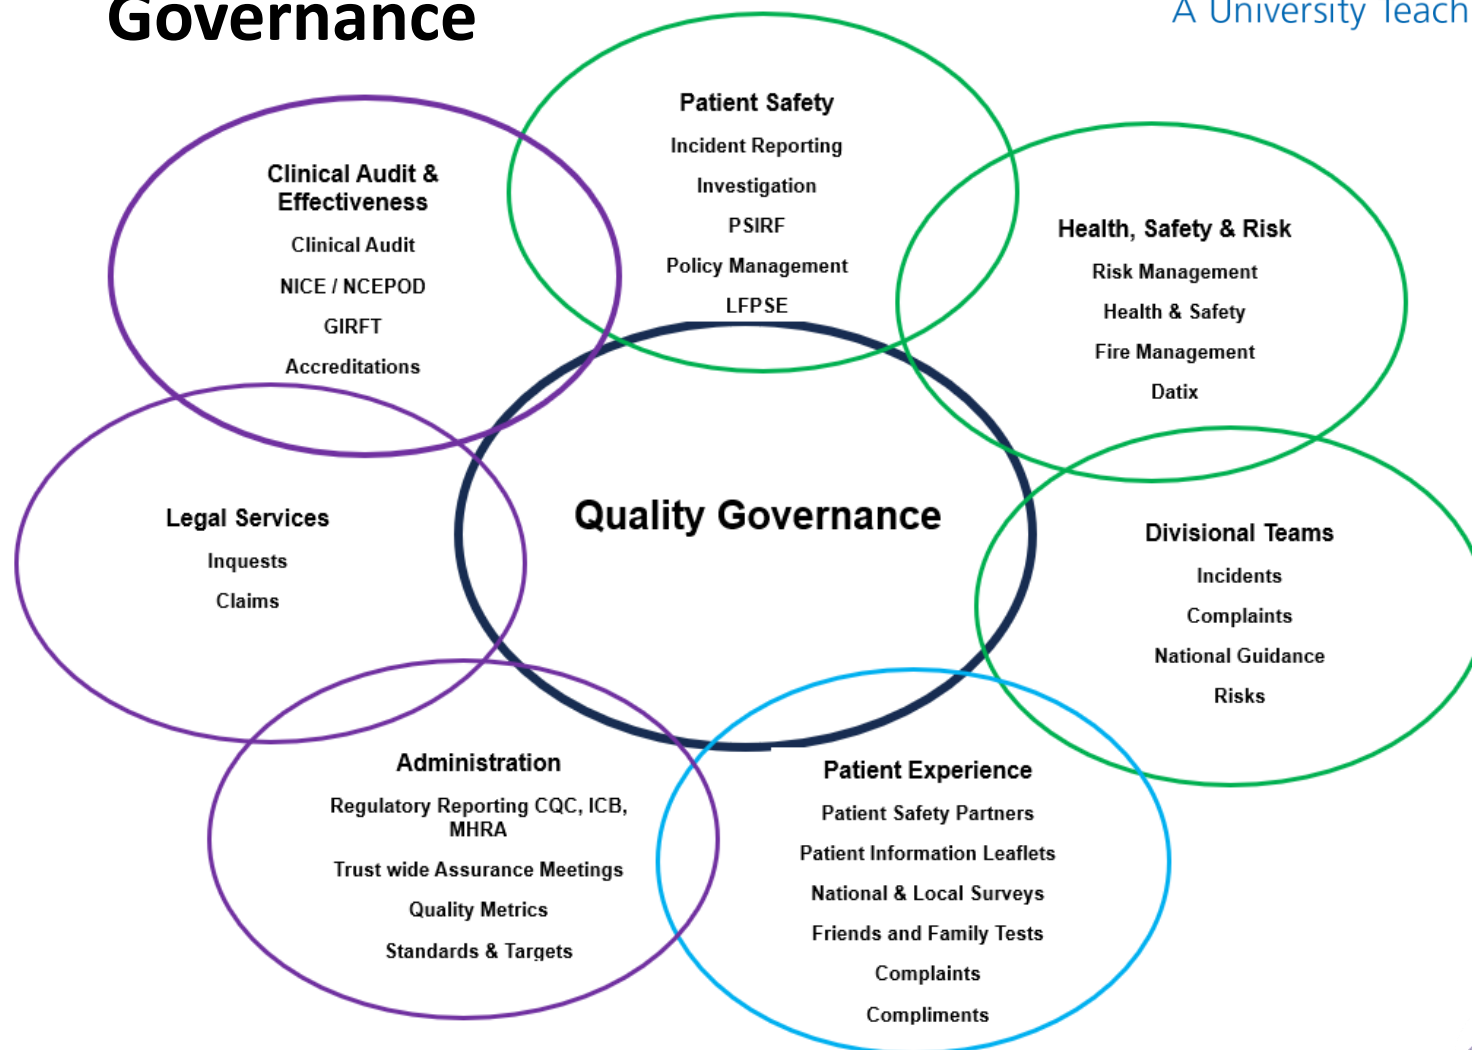 Governance
A University Teach
Patient Safety
Incident Reporting
Investigation
PSIRF
Policy Management
LFPSE
Clinical Audit &
Effectiveness
Clinical Audit
NICE / NCEPOD
GIRFT
Accreditations
Health, Safety & Risk
Risk Management
Health & Safety
Fire Management
Datix
Quality Governance
Legal Services
Inquests
Claims
Divisional Teams
Incidents
Complaints
National Guidance
Risks
Administration
Regulatory Reporting CQC, ICB,
MHRA
Trust wide Assurance Meetings
Quality Metrics
Standards & Targets
Patient Experience
Patient Safety Partners
Patient Information Leaflets
National & Local Surveys
Friends and Family Tests
Complaints
Compliments